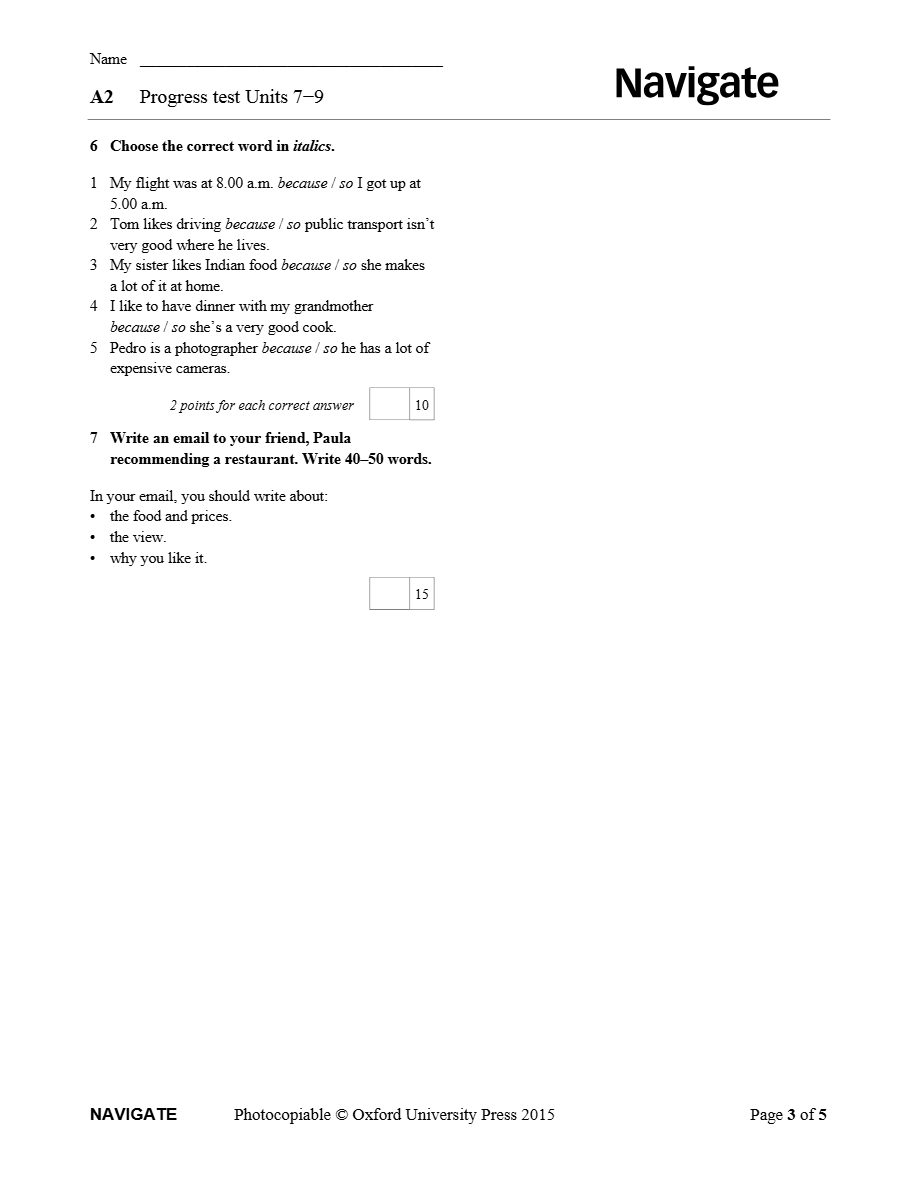 Name ______________________________________
Navigate
A2 Progress test Units 7−9
6 Choose the correct word in italics.
1 My flight was at 8.00 a.m. because / so I got up at
5.00 a.m.
2 Tom likes driving because / so public transport isn’t
very good where he lives.
3 My sister likes Indian food because / so she makes
a lot of it at home.
4 I like to have dinner with my grandmother
because / so she’s a very good cook.
5 Pedro is a photographer because / so he has a lot of
expensive cameras.
2 points for each correct answer 10
7 Write an email to your friend, Paula
recommending a restaurant. Write 40–50 words.
In your email, you should write about:
• the food and prices.
• the view.
• why you like it.
15
NAVIGATE Photocopiable © Oxford University Press 2015 Page 3 of 5